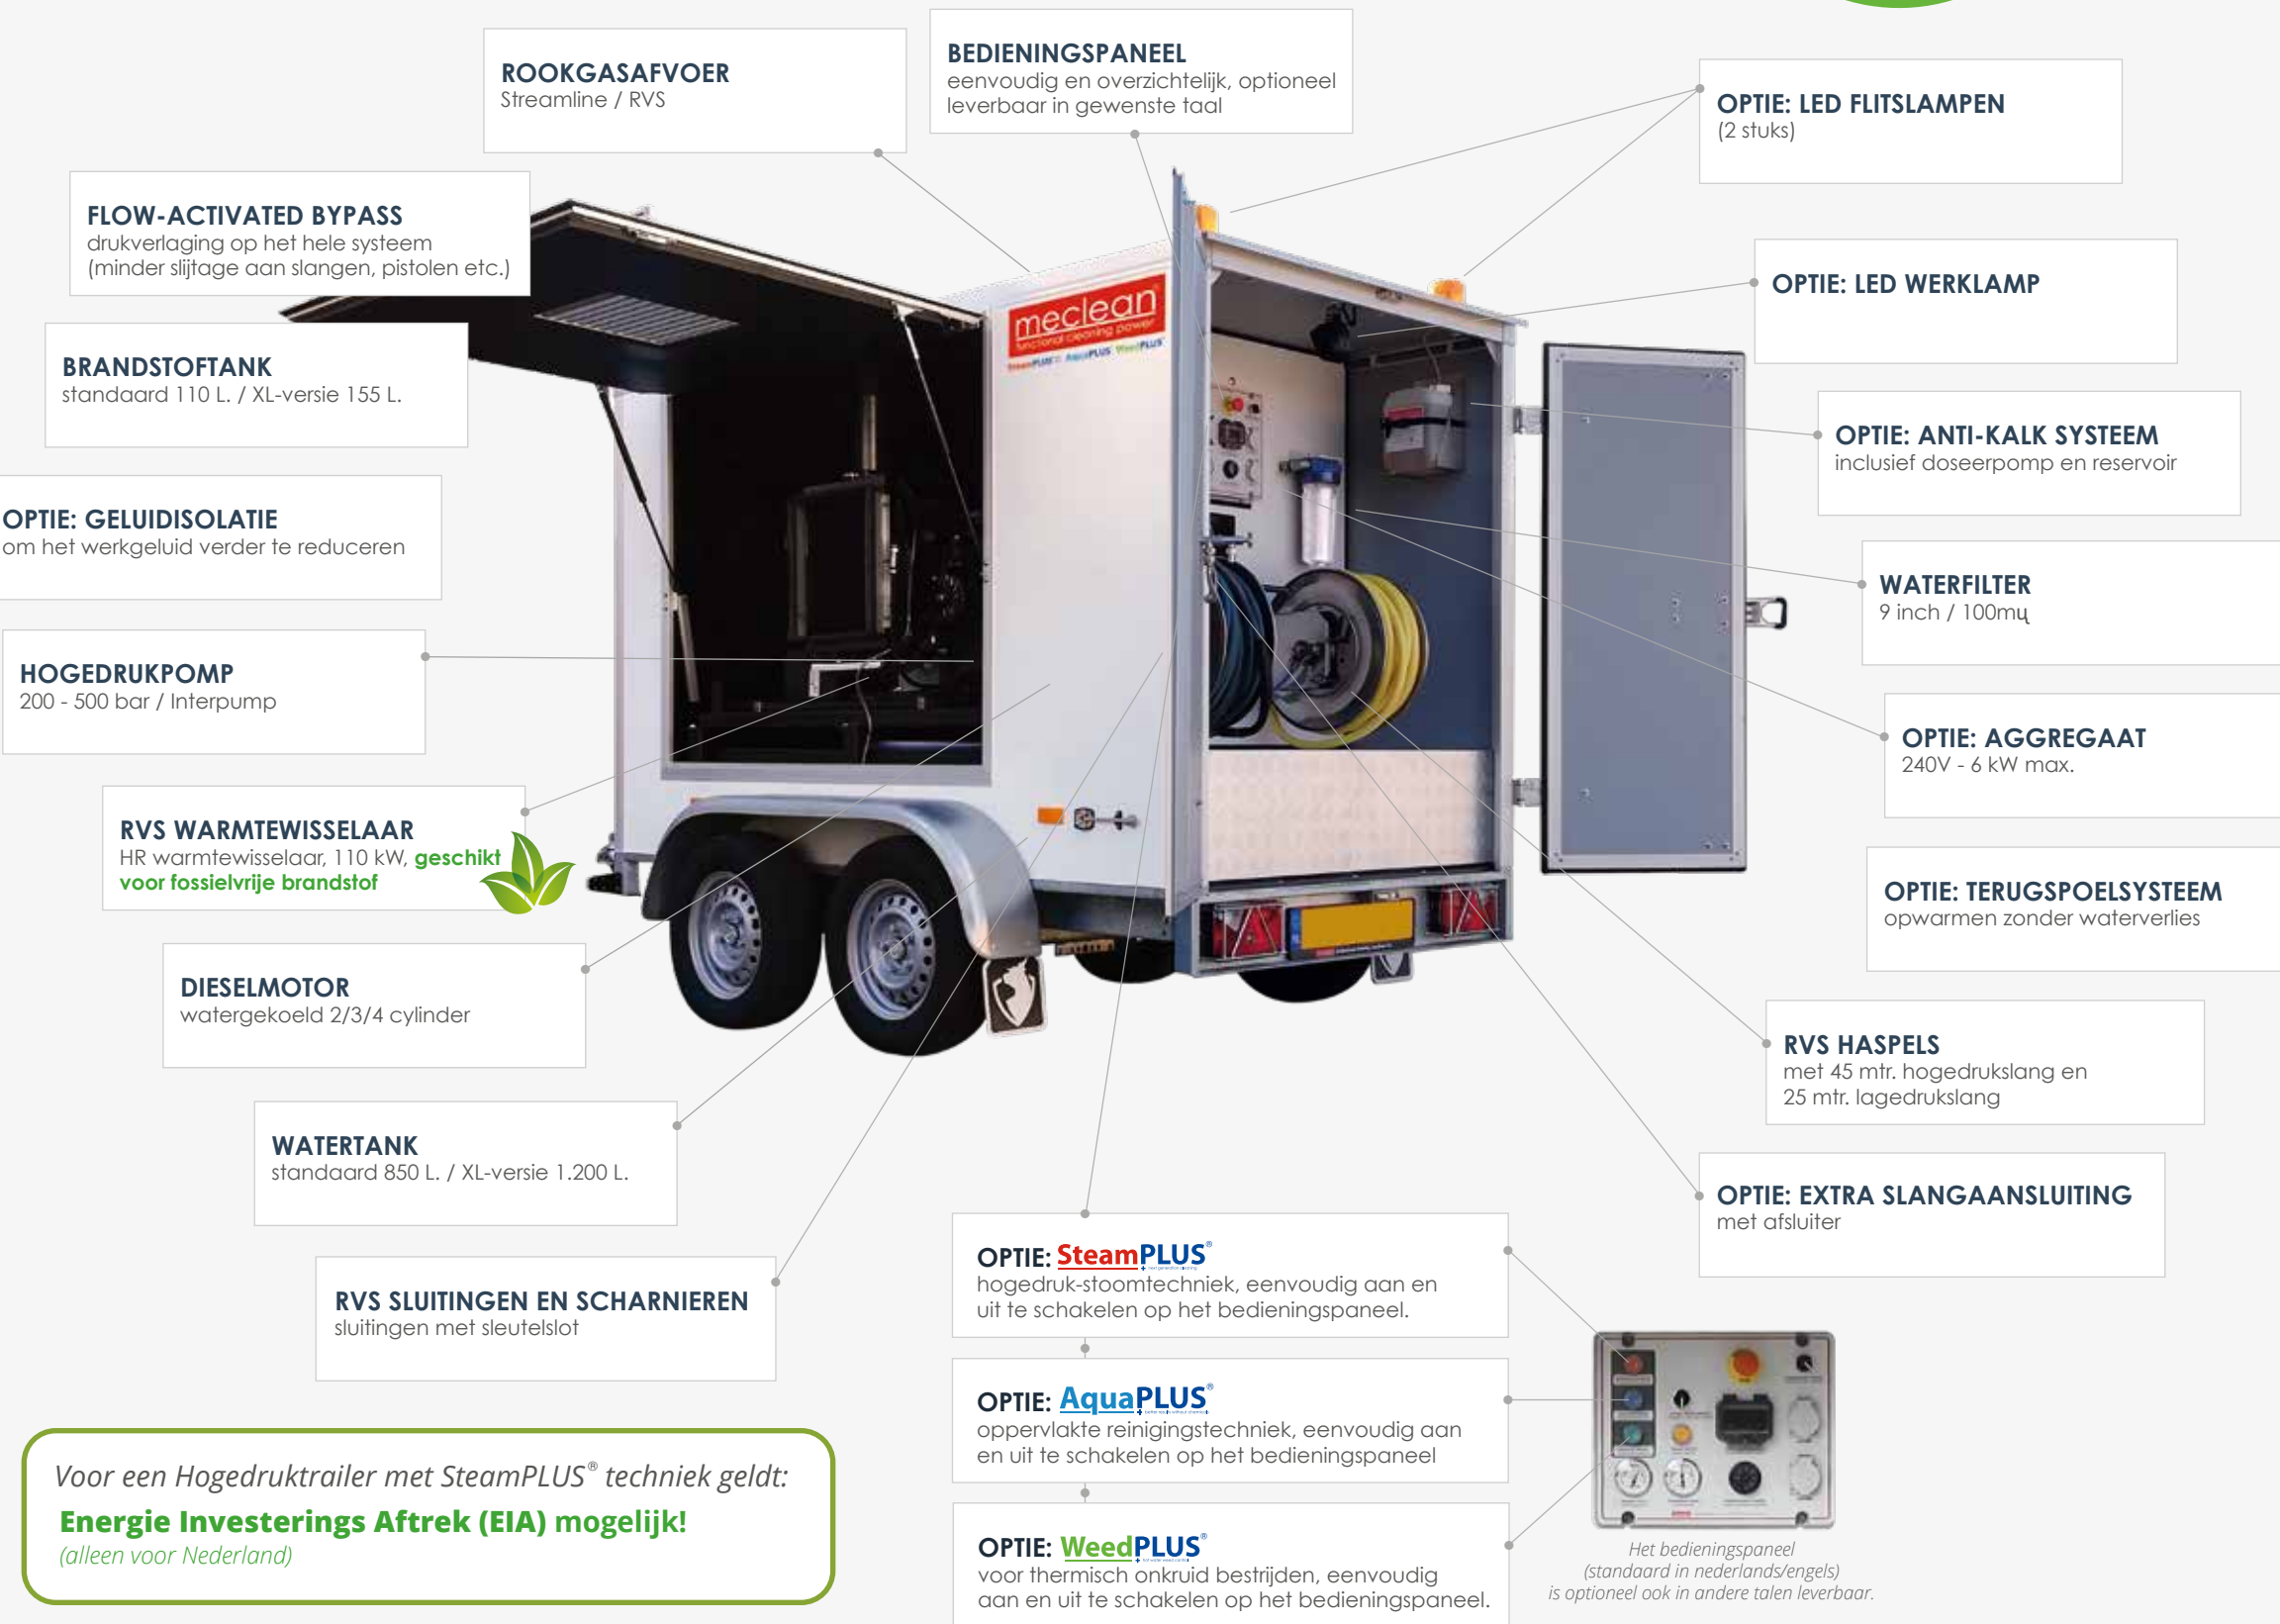 ROOKGASAFVOER
Streamline / RVS
BEDIENINGSPANEEL
eenvoudig en overzichtelijk, optioneel
leverbaar in gewenste taal
OPTIE: LED FLITSLAMPEN
(2 stuks)
FLOW-ACTIVATED BYPASS
drukverlaging op het hele systeem
(minder slijtage aan slangen, pistolen etc.)
OPTIE: LED WERKLAMP
meclean
functional cleaning power
SteamPLUS AquaPLUS WeedPLUS
BRANDSTOFTANK
standaard 110 L. / XL-versie 155 L.
OPTIE: ANTI-KALK SYSTEEM
inclusief doseerpomp en reservoir
OPTIE: GELUIDISOLATIE
om het werkgeluid verder te reduceren
WATERFILTER
9 inch / 100mц
HOGEDRUKPOMP
200 - 500 bar / Interpump
OPTIE: AGGREGAAT
240V - 6 kW max.
RVS WARMTEWISSELAAR
HR warmtewisselaar, 110 kW, geschikt
voor fossielvrije brandstof
OPTIE: TERUGSPOELSYSTEEM
opwarmen zonder waterverlies
DIESELMOTOR
watergekoeld 2/3/4 cylinder
RVS HASPELS
met 45 mtr. hogedrukslang en
25 mtr. lagedrukslang
WATERTANK
standaard 850 L. / XL-versie 1.200 L.
OPTIE: EXTRA SLANGAANSLUITING
met afsluiter
RVS SLUITINGEN EN SCHARNIEREN
sluitingen met sleutelslot
OPTIE: SteamPLUS®
hogedruk-stoomtechniek, eenvoudig aan en
uit te schakelen op het bedieningspaneel.
OPTIE: AquaPLUS®
oppervlakte reinigingstechniek, eenvoudig aan
en uit te schakelen op het bedieningspaneel
OPTIE: WeedPLUS®
voor thermisch onkruid bestrijden, eenvoudig
aan en uit te schakelen op het bedieningspaneel.
Voor een Hogedruktrailer met SteamPLUS® techniek geldt:
Energie Investerings Aftrek (EIA) mogelijk!
(alleen voor Nederland)
Het bedieningspaneel
(standaard in nederlands/engels)
is optioneel ook in andere talen leverbaar.